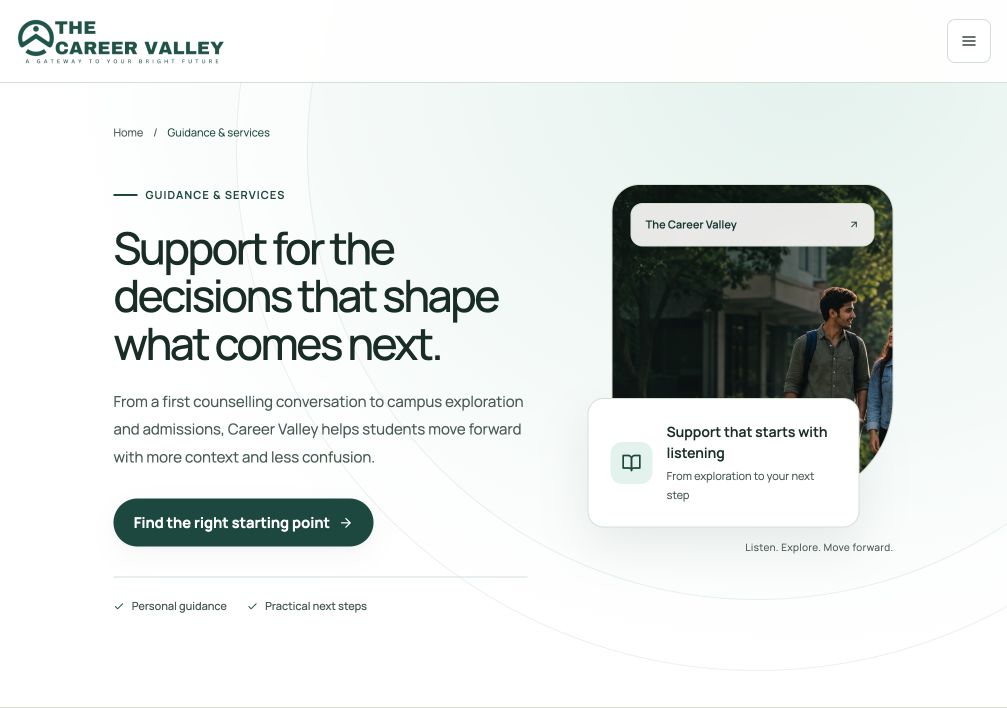 THE
CAREER VALLEY
A GATEWAY TO YOUR BRIGHT FUTURE
Home / Guidance & services
GUIDANCE & SERVICES
Support for the
decisions that shape
what comes next.
From a first counselling conversation to campus exploration
and admissions, Career Valley helps students move forward
with more context and less confusion.
Find the right starting point →
✓ Personal guidance ✓ Practical next steps
The Career Valley
Support that starts with
listening
From exploration to your next
step
Listen. Explore. Move forward.